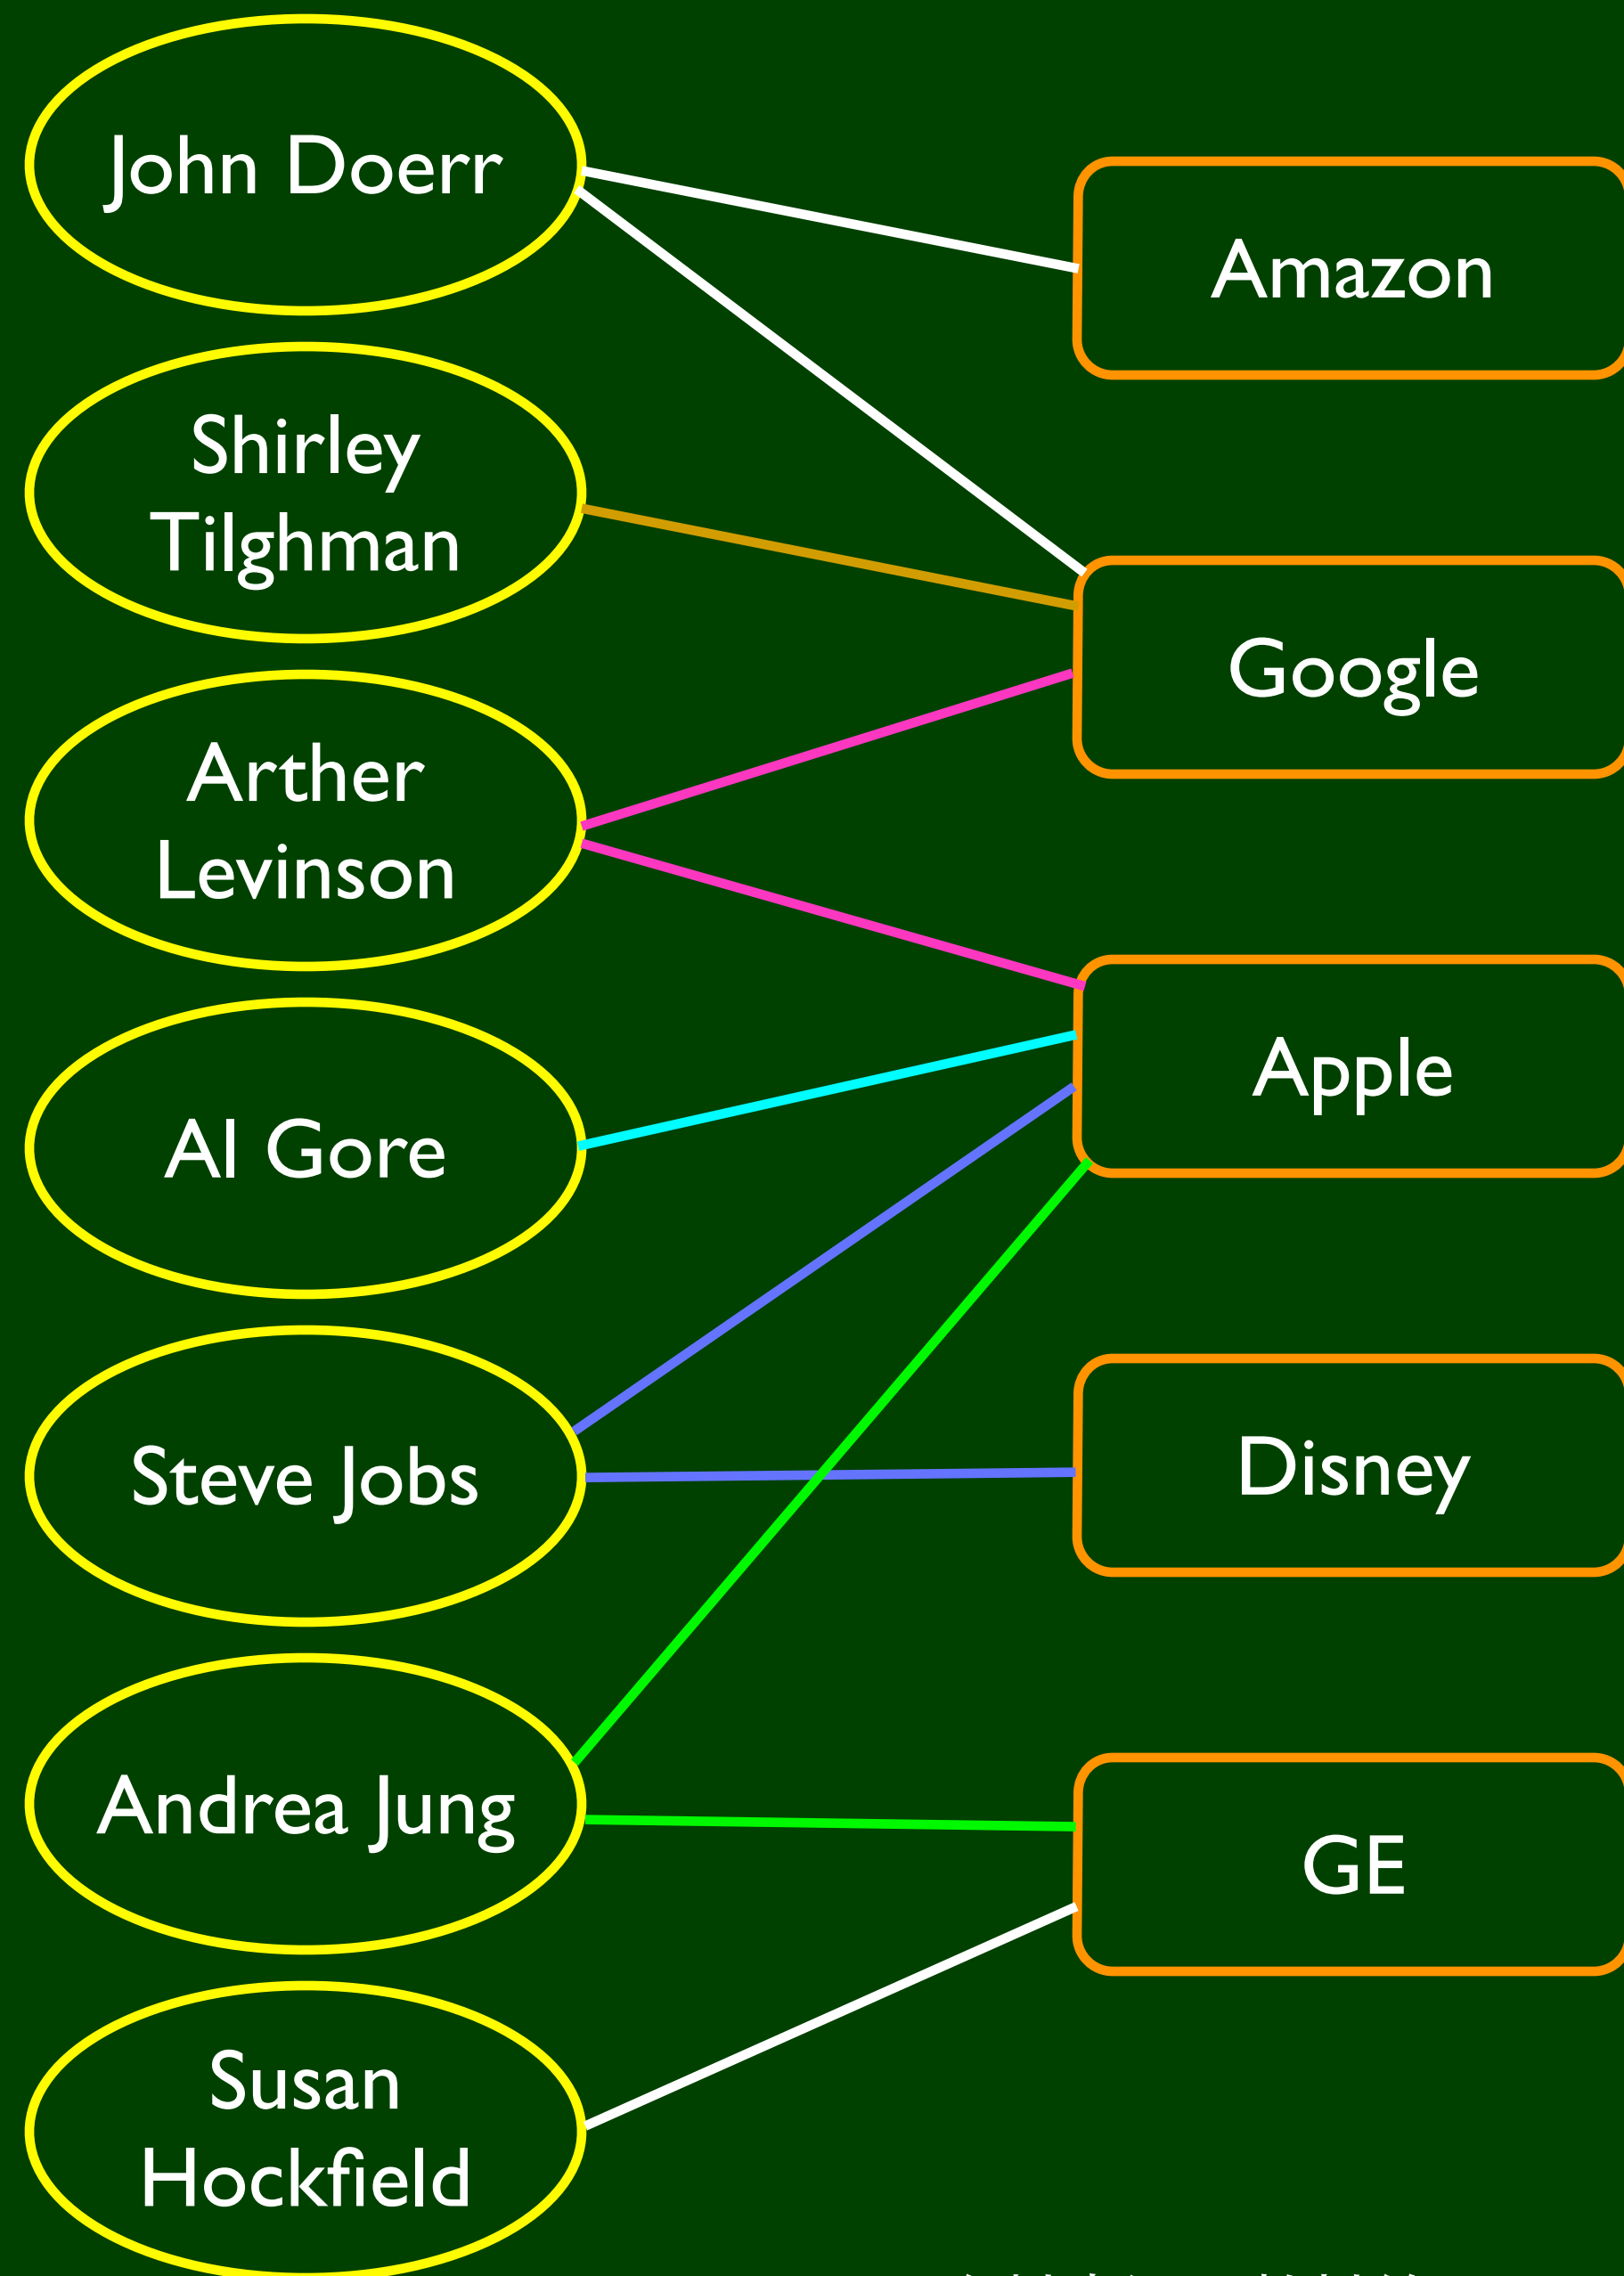 John Doerr
Shirley
Tilghman
Arther
Levinson
Al Gore
Steve Jobs
Andrea Jung
Susan
Hockfield
Amazon
Google
Apple
Disney
GE